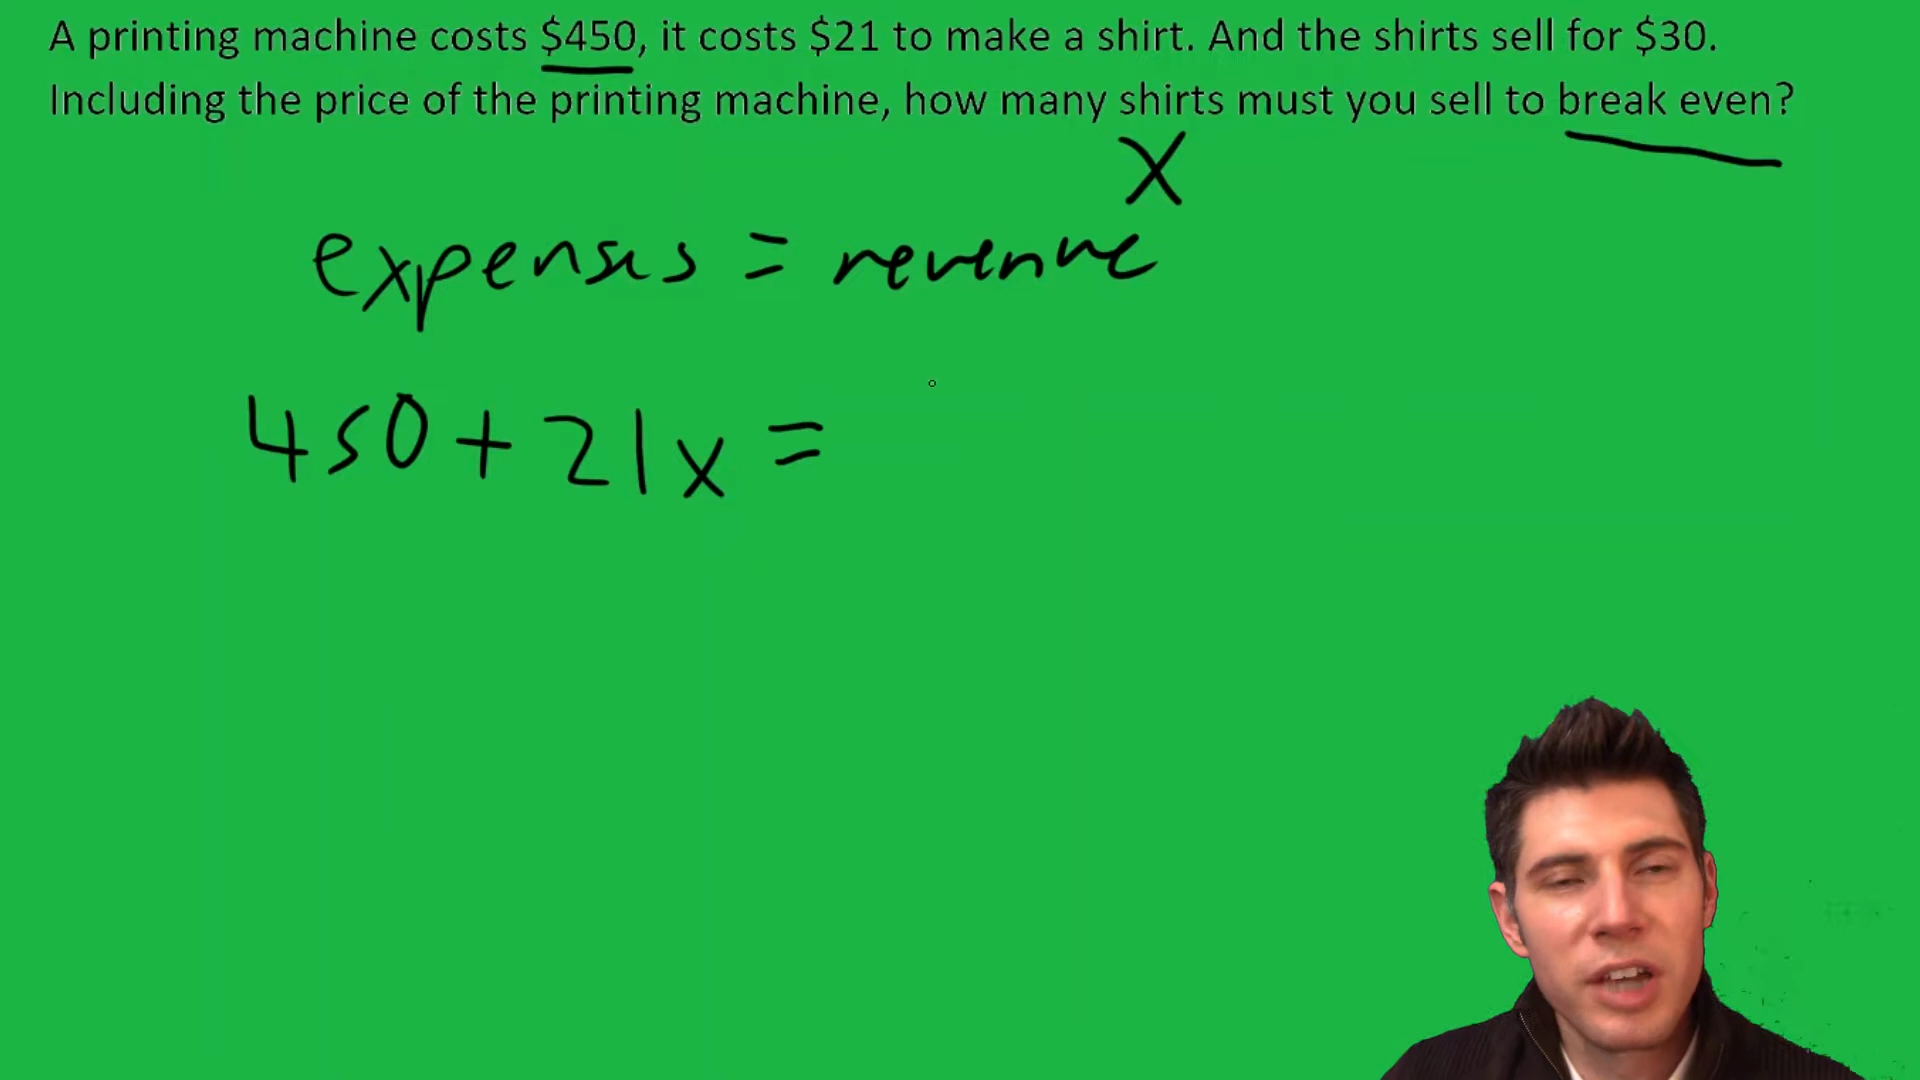 A printing machine costs $450, it costs $21 to make a shirt. And the shirts sell for $30.
Including the price of the printing machine, how many shirts must you sell to break even?
x
expenses = revenue
450 + 21x =